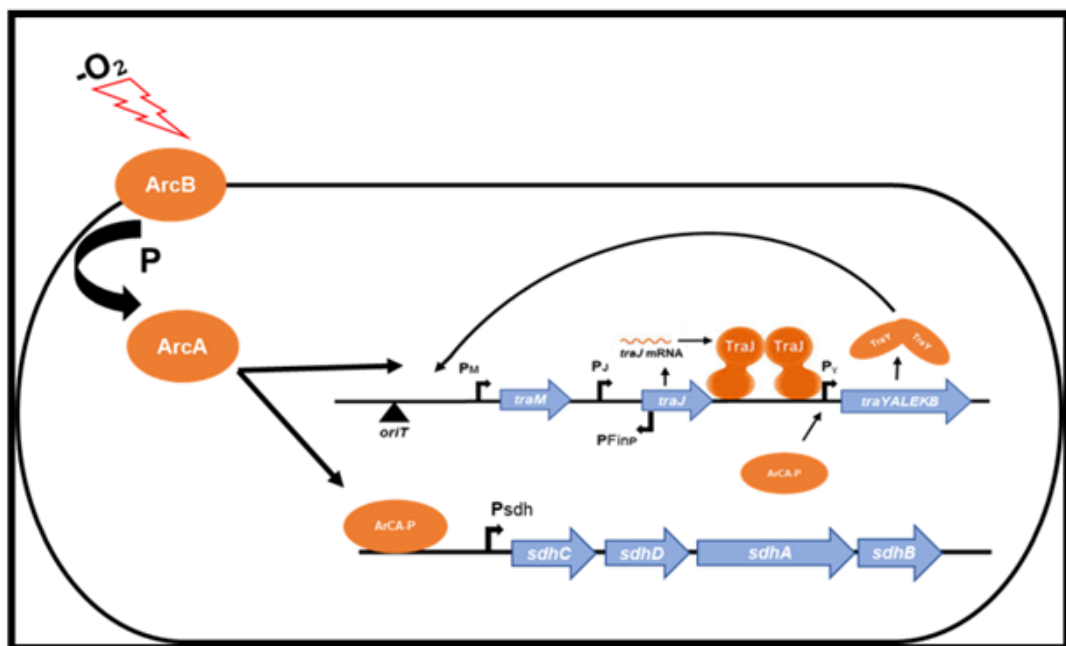 -O2
ArcB
P
ArcA
TraJ TraJ
TraY TraY
traJ mRNA
PM
PJ
PY
traM
traJ
traYALEKB
oriT
PFinP
ArCA-P
ArCA-P
Psdh
sdhC
sdhD
sdhA
sdhB